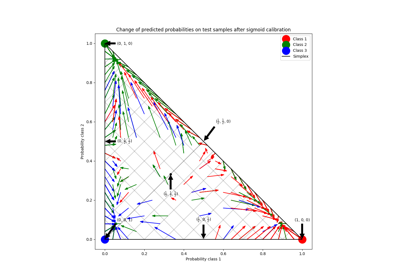 Change of predicted probabilities on test samples after sigmoid calibration
Class 1
Class 2
Class 3
Simplex
(0, 1, 0)
(1, 0, 0)
1.0
0.8
0.6
0.4
0.2
0.0
Probability class 2
0.0
0.2
0.4
0.6
0.8
1.0
Probability class 1